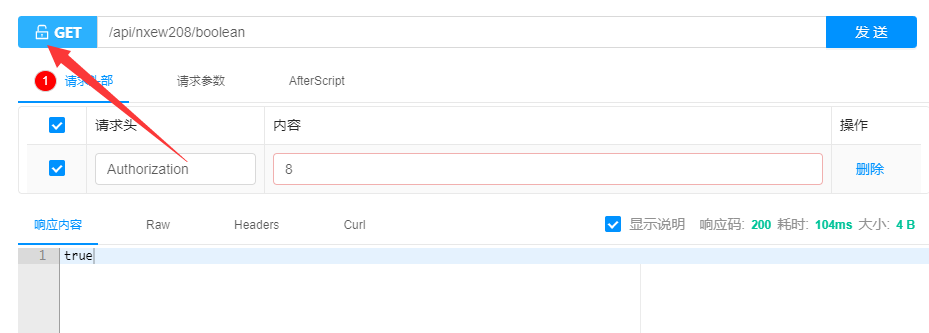 GET /api/nxew208/boolean 发 送
1 请求头部 请求参数 AfterScript
请求头 内容 操作
Authorization 8 删除
响应内容 Raw Headers Curl 显示说明 响应码: 200 耗时: 104ms 大小: 4 B
1 true